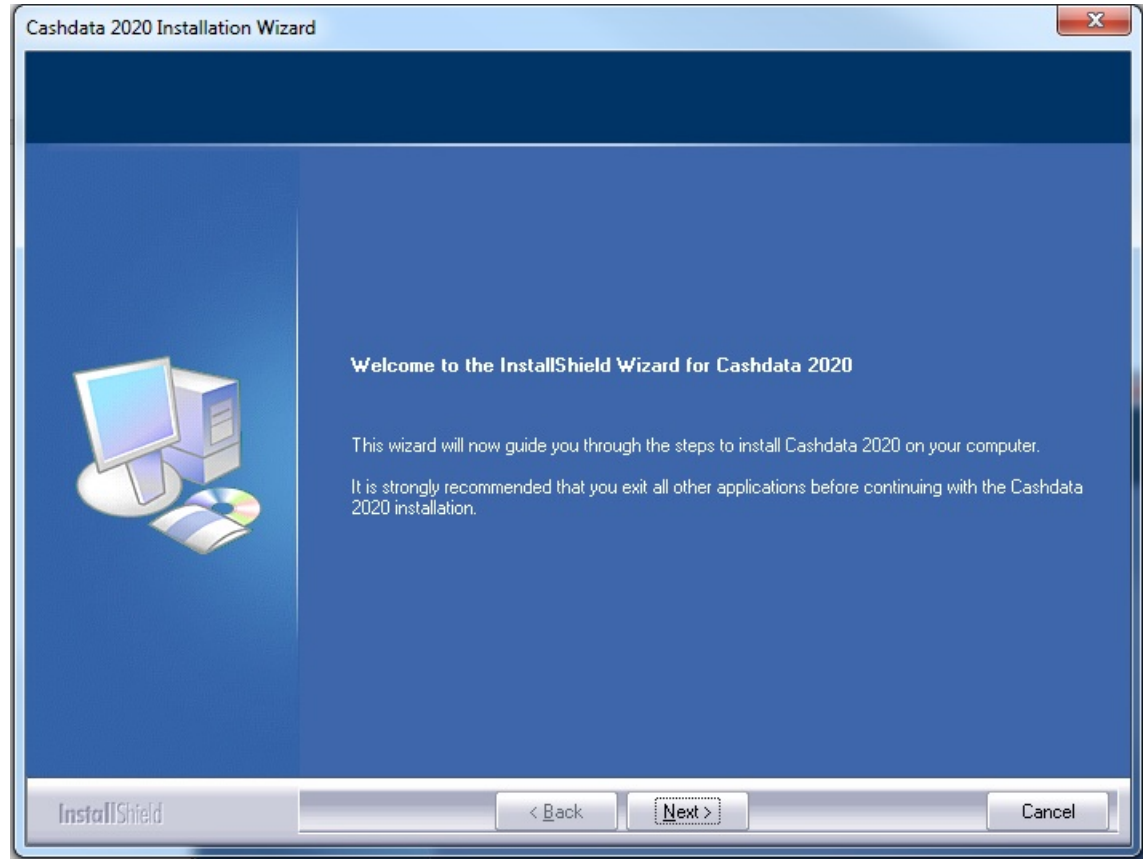 Cashdata 2020 Installation Wizard
Welcome to the InstallShield Wizard for Cashdata 2020
This wizard will now guide you through the steps to install Cashdata 2020 on your computer.
It is strongly recommended that you exit all other applications before continuing with the Cashdata
2020 installation.
InstallShield
< Back
Next >
Cancel